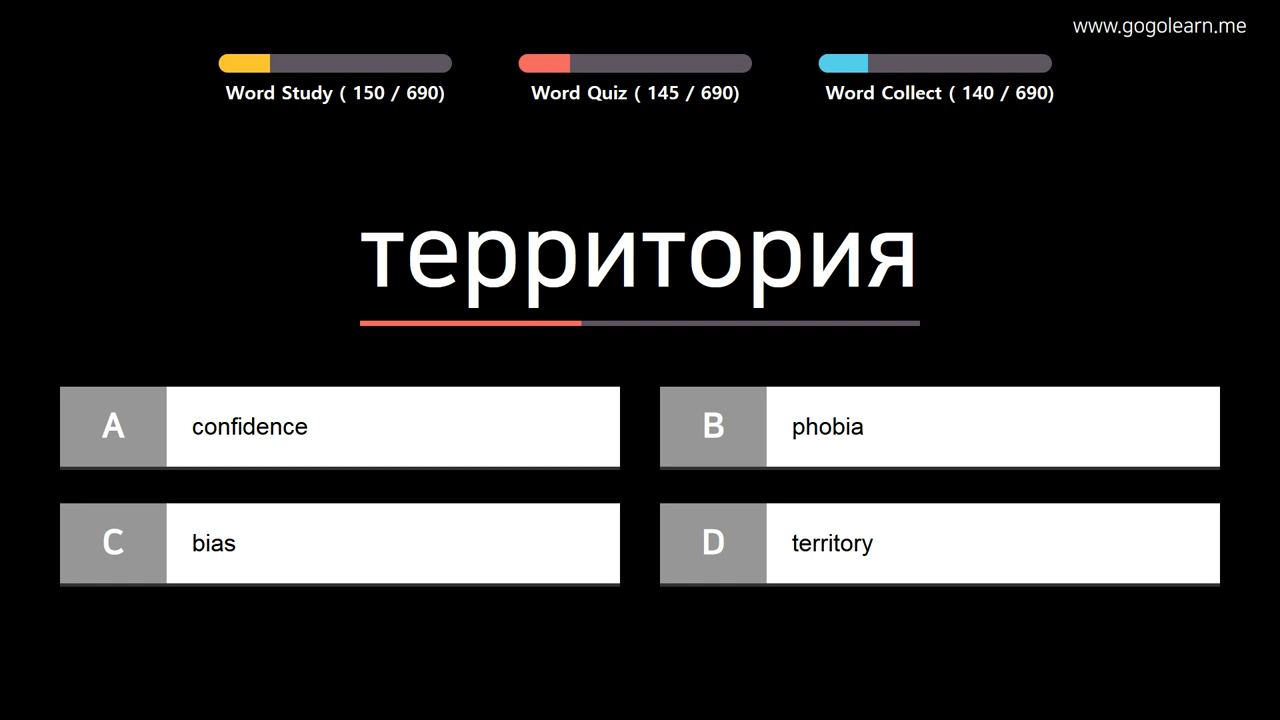 www.gogolearn.me
Word Study ( 150 / 690)
Word Quiz ( 145 / 690)
Word Collect ( 140 / 690)
территория
A confidence
B phobia
C bias
D territory